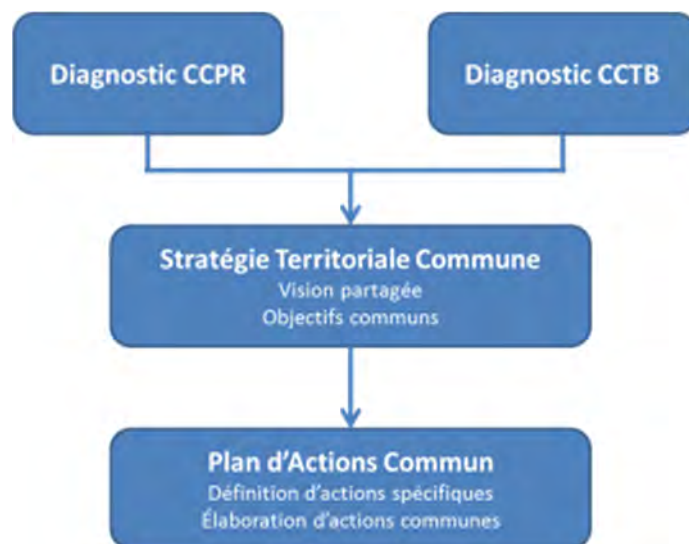 Diagnostic CCPR
Diagnostic CCTB
Stratégie Territoriale Commune
Vision partagée
Objectifs communs
Plan d'Actions Commun
Définition d'actions spécifiques
Élaboration d'actions communes